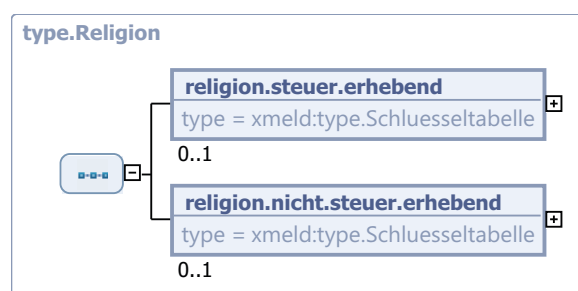 type.Religion
religion.steuer.erhebend
type = xmeld:type.Schluesseltabelle
0..1
religion.nicht.steuer.erhebend
type = xmeld:type.Schluesseltabelle
0..1